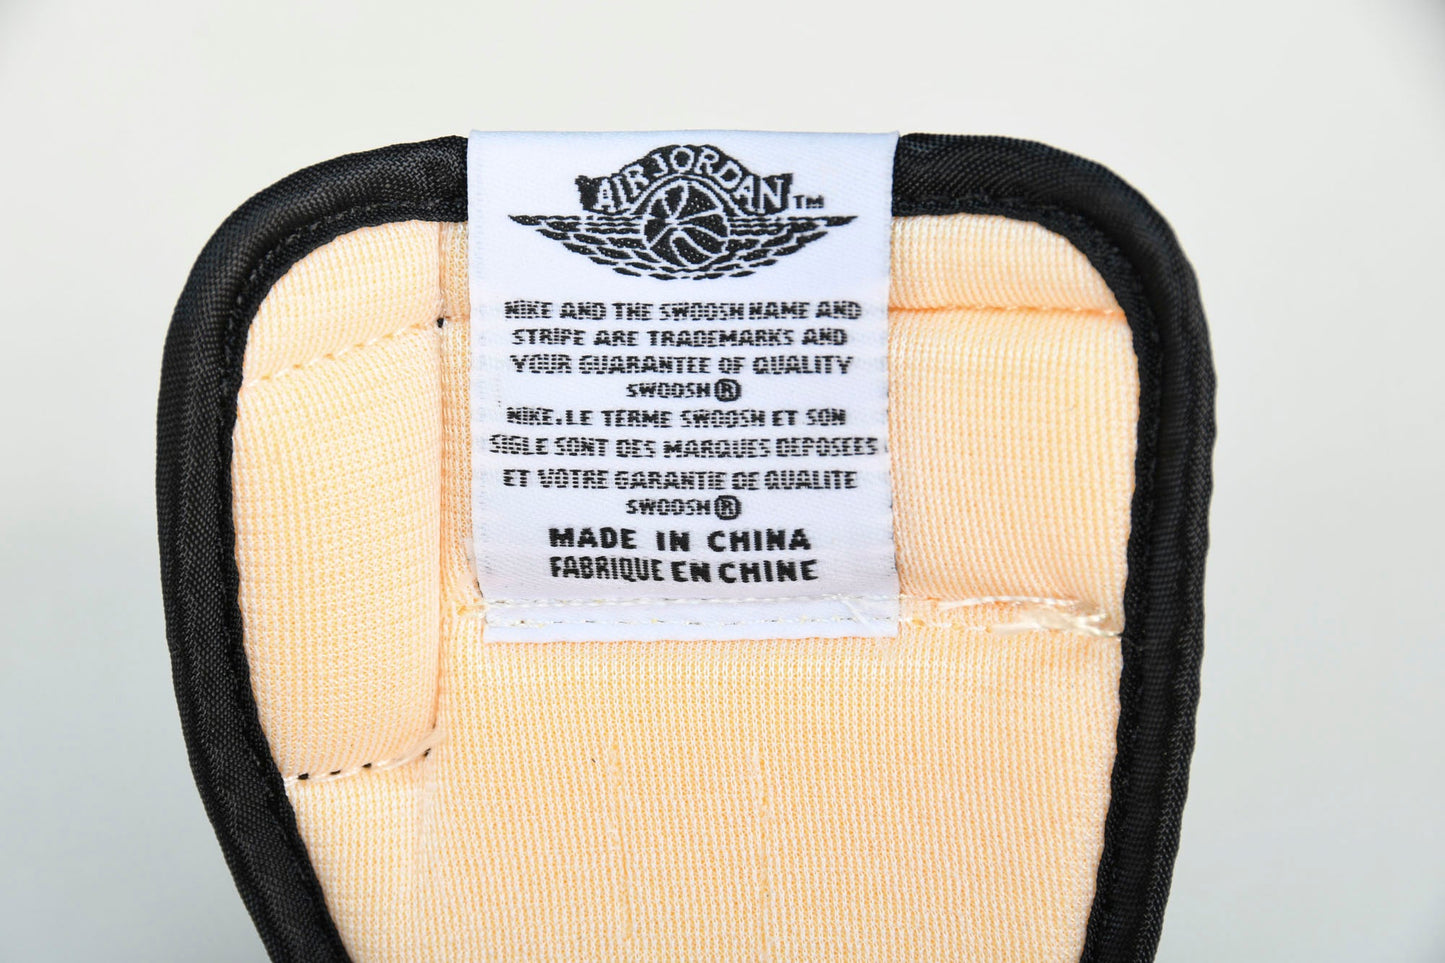 AIR JORDAN TM
NIKE AND THE SWOOSH NAME AND
STRIPE ARE TRADEMARKS AND
YOUR GUARANTEE OF QUALITY
SWOOSH®
NIKE.LE TERME SWOOSH ET SON
SIGLE SONT DES MARQUES DEPOSEES
ET VOTRE GARANTIE DE QUALITE
SWOOSH®
MADE IN CHINA
FABRIQUE EN CHINE